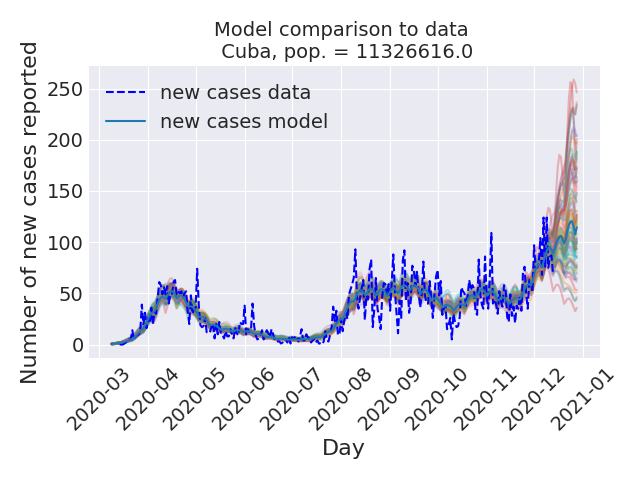 Model comparison to data
Cuba, pop. = 11326616.0
Number of new cases reported
250
200
150
100
50
0
new cases data
new cases model
2020-03
2020-04
2020-05
2020-06
2020-07
2020-08
2020-09
2020-10
2020-11
2020-12
2021-01
Day